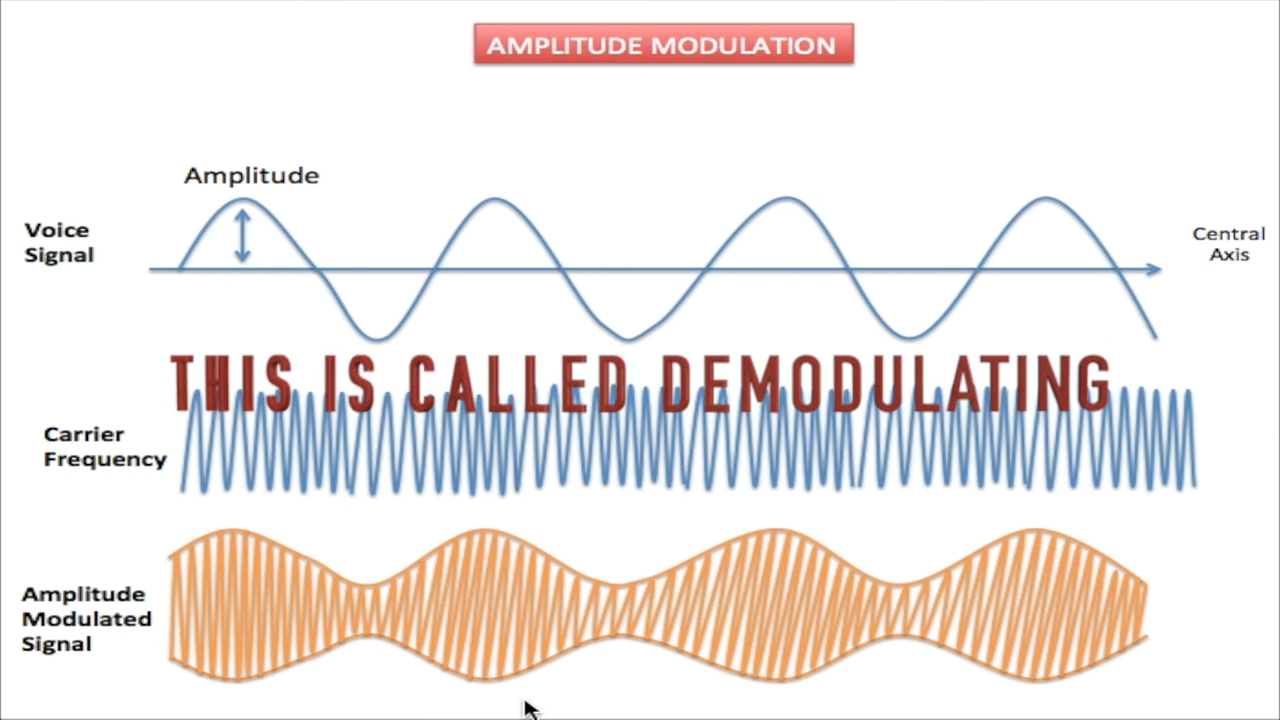 AMPLITUDE MODULATION
Amplitude
Voice
Signal
Central
Axis
THIS IS CALLED DEMODULATING
Carrier
Frequency
Amplitude
Modulated
Signal